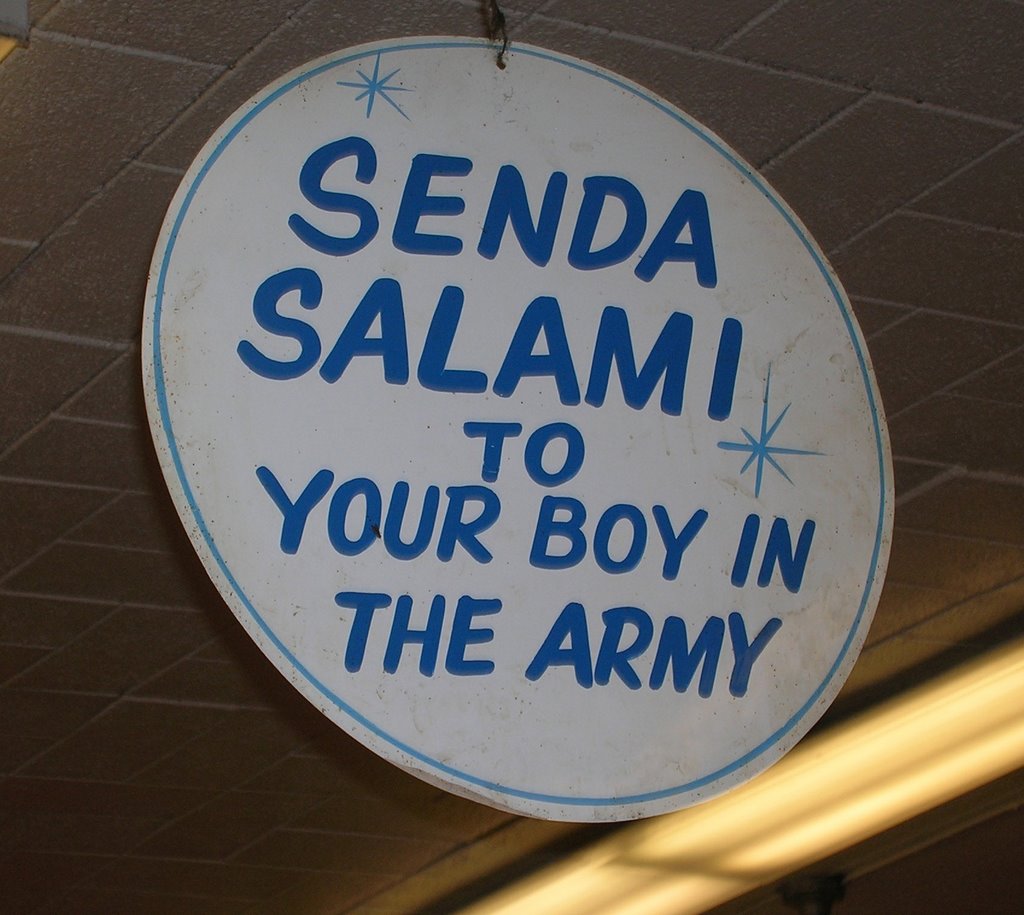 SENDA
SALAMI
TO
YOUR BOY IN
THE ARMY